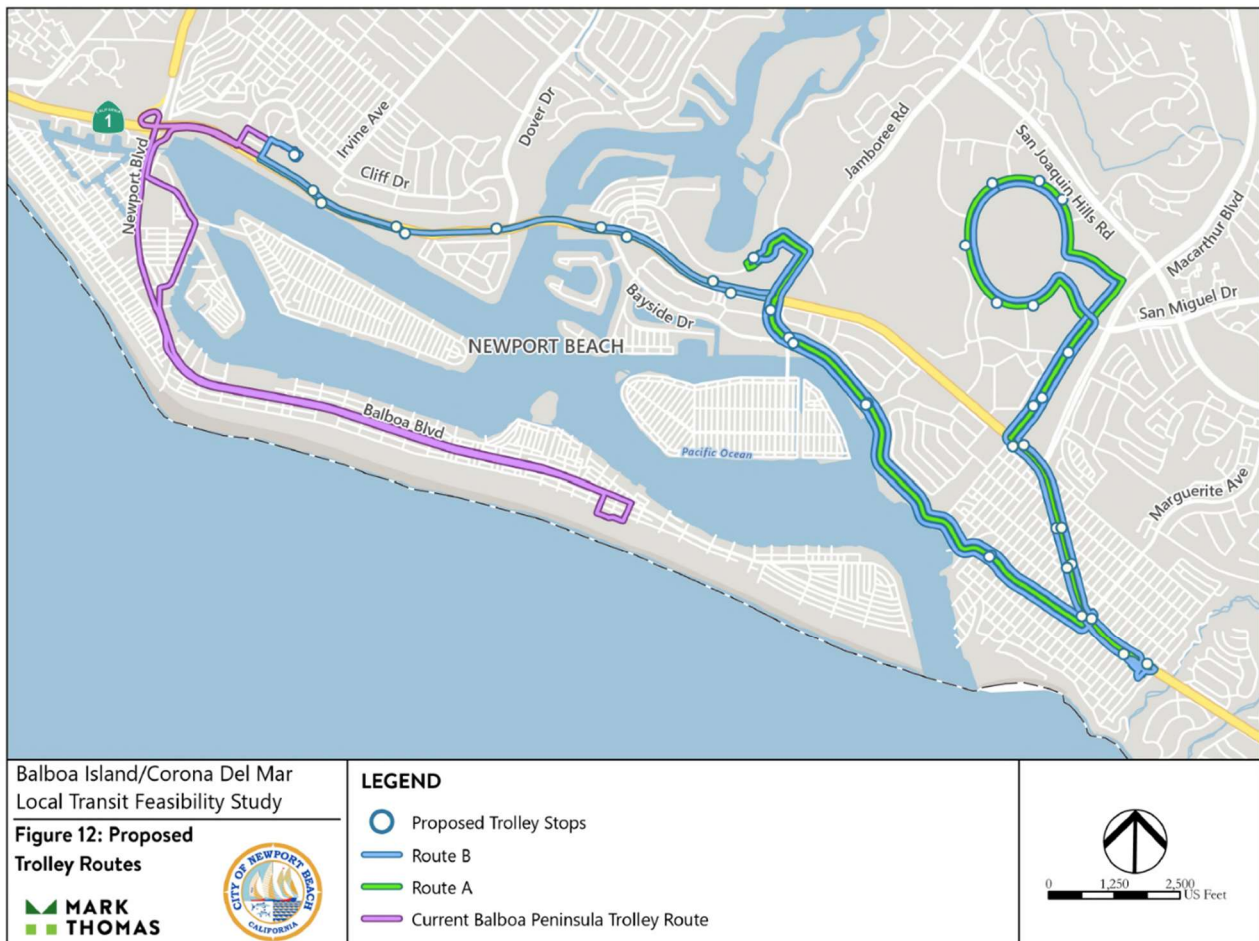 CALIFORNIA
1
Newport Blvd
Irvine Ave
Cliff Dr
Dover Dr
Jamboree Rd
San Joaquin Hills Rd
Macarthur Blvd
San Miguel Dr
Bayside Dr
NEWPORT BEACH
Balboa Blvd
Pacific Ocean
Marguerite Ave
Balboa Island/Corona Del Mar
Local Transit Feasibility Study
Figure 12: Proposed
Trolley Routes
MARK
THOMAS
CITY OF NEWPORT BEACH
CALIFORNIA
LEGEND
Proposed Trolley Stops
Route B
Route A
Current Balboa Peninsula Trolley Route
0 1,250 2,500
US Feet